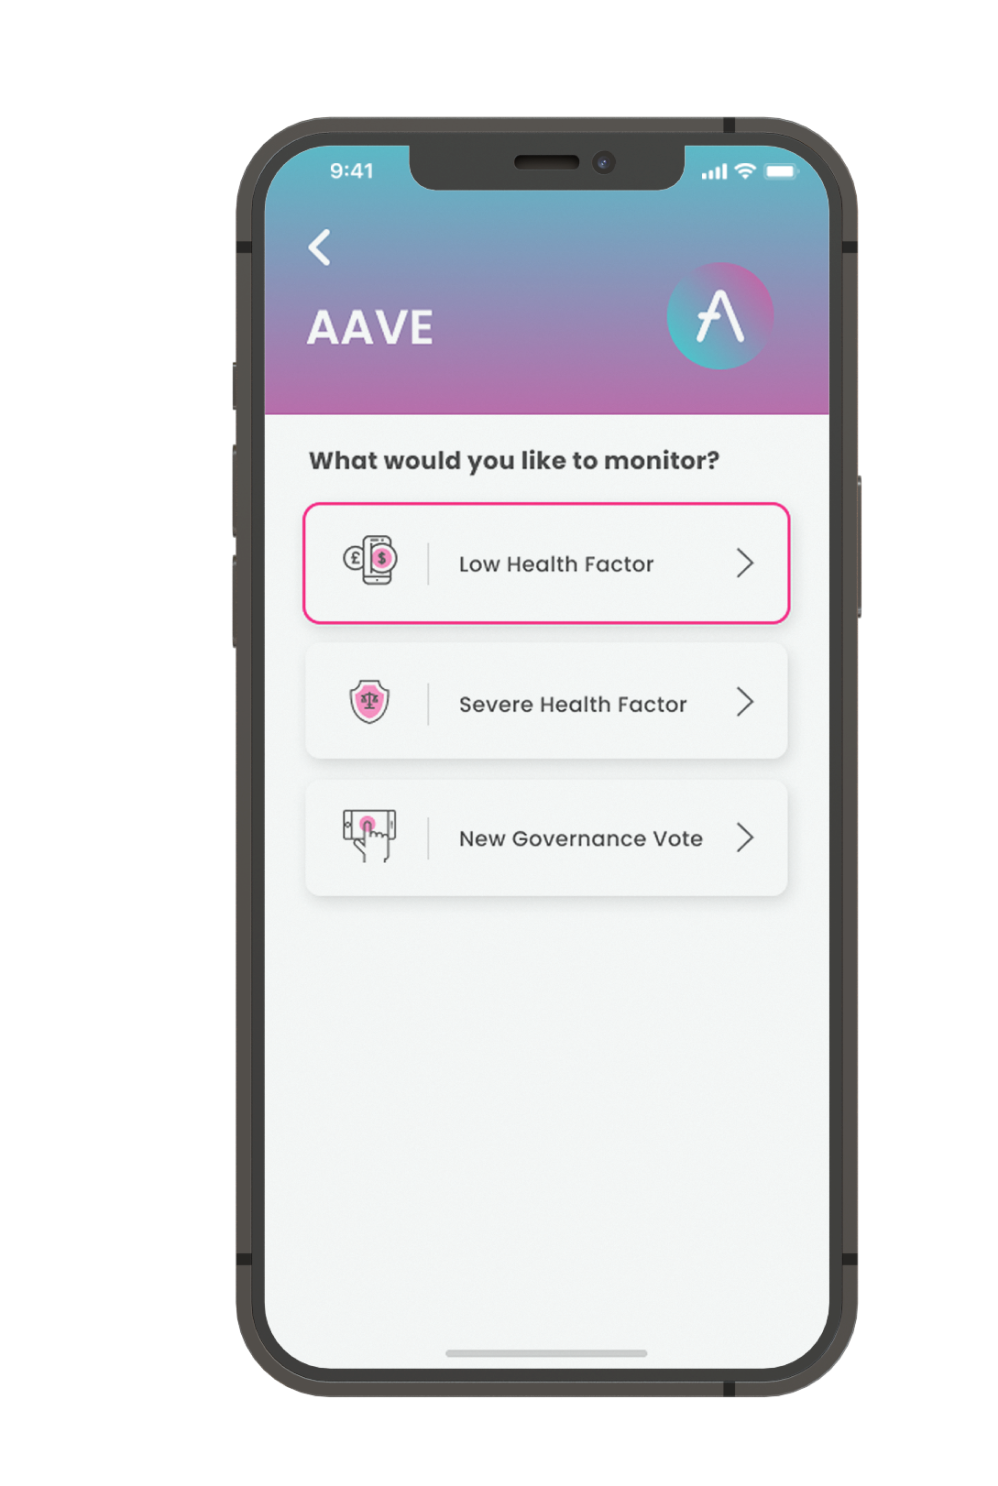 9:41
AAVE
What would you like to monitor?
£ $
Low Health Factor
Severe Health Factor
New Governance Vote